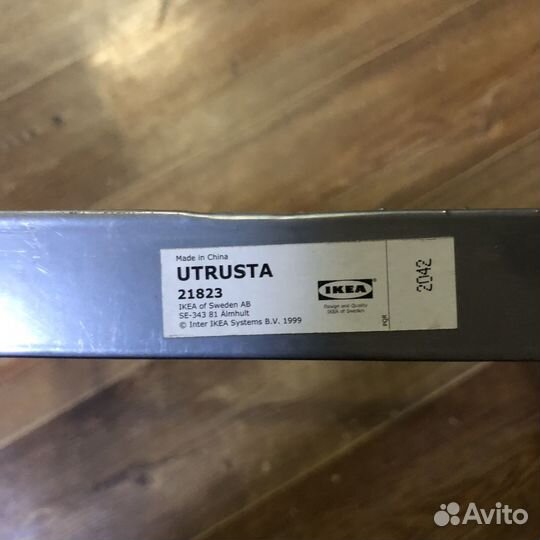 Made in China
UTRUSTA
21823
IKEA of Sweden AB
SE-343 81 Älmhult
© Inter IKEA Systems B.V. 1999
IKEA
Design and Quality
IKEA of Sweden
PQR
2042
Avito